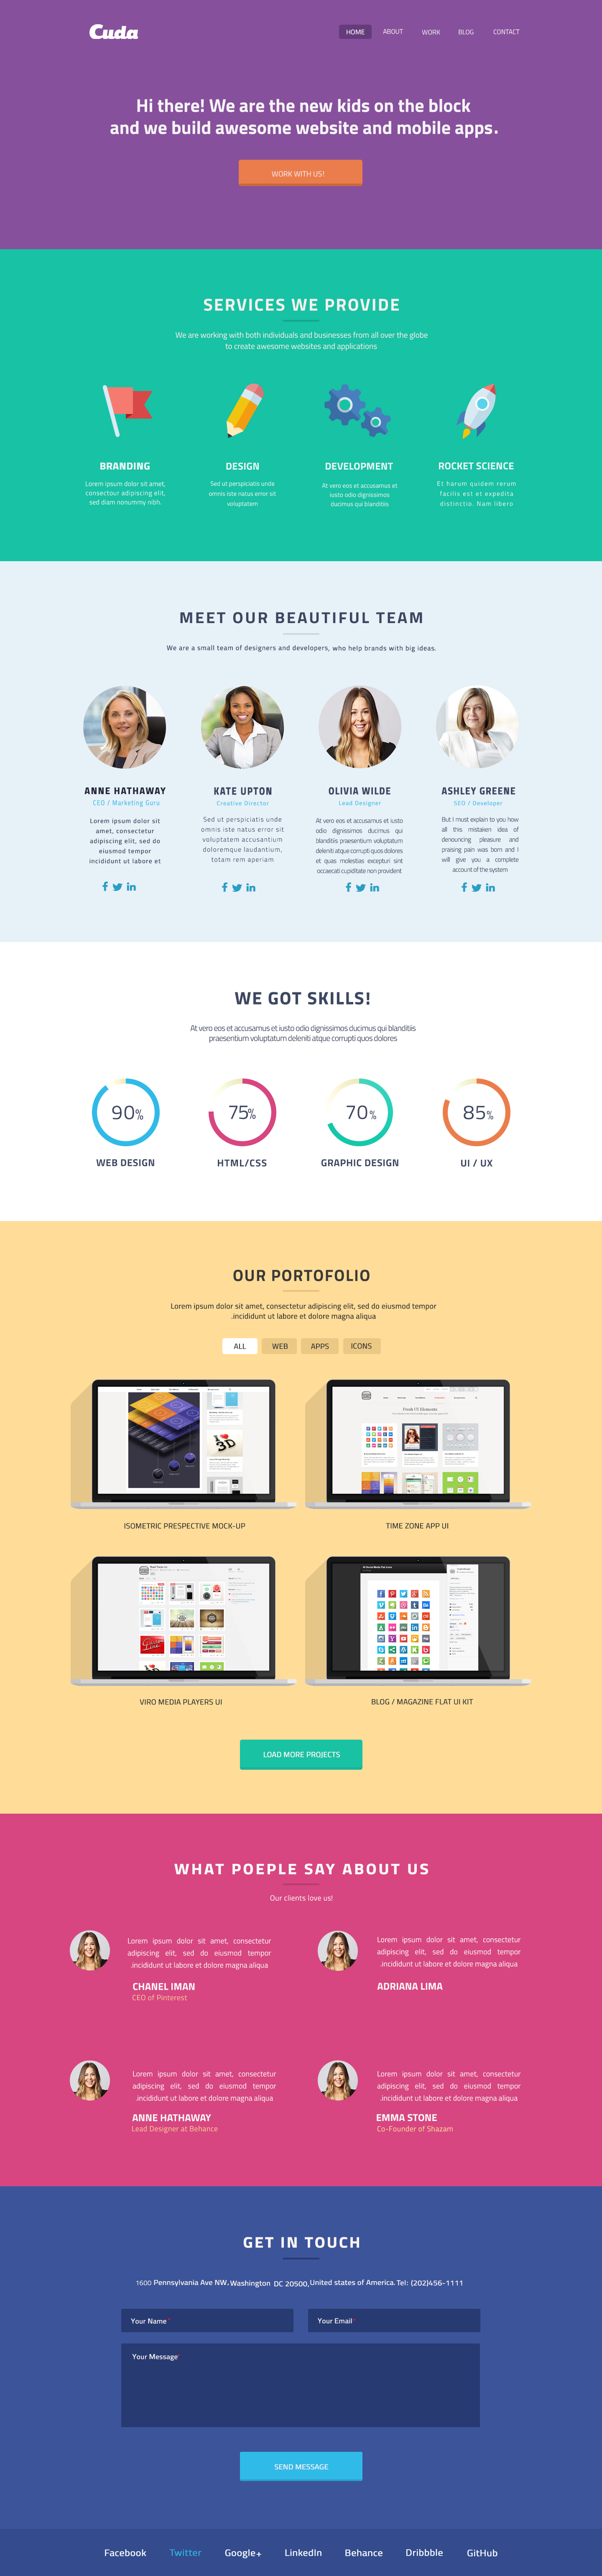 Cuda
HOME ABOUT WORK BLOG CONTACT
Hi there! We are the new kids on the block
and we build awesome website and mobile apps.
WORK WITH US!
SERVICES WE PROVIDE
We are working with both individuals and businesses from all over the globe
to create awesome websites and applications
BRANDING
Lorem ipsum dolor sit amet,
consectour adipiscing elit,
sed diam nonummy nibh.
DESIGN
Sed ut perspiciatis unde
omnis iste natus error sit
voluptatem
DEVELOPMENT
At vero eos et accusamus et
iusto odio dignissimos
ducimus qui blanditiis
ROCKET SCIENCE
Et harum quidem rerum
facilis est et expedita
distinctio. Nam libero
MEET OUR BEAUTIFUL TEAM
We are a small team of designers and developers, who help brands with big ideas.
ANNE HATHAWAY
CEO / Marketing Guru
Lorem ipsum dolor sit
amet, consectetur
adipiscing elit, sed do
eiusmod tempor
incididunt ut labore et
KATE UPTON
Creative Director
Sed ut perspiciatis unde
omnis iste natus error sit
voluptatem accusantium
doloremque laudantium,
totam rem aperiam
OLIVIA WILDE
Lead Designer
At vero eos et accusamus et iusto
odio dignissimos ducimus qui
blanditiis praesentium voluptatum
deleniti atque corrupti quos dolores
et quas molestias excepturi sint
occaecati cupiditate non provident
ASHLEY GREENE
SEO / Developer
But I must explain to you how
all this mistaken idea of
denouncing pleasure and
praising pain was born and I
will give you a complete
account of the system
WE GOT SKILLS!
At vero eos et accusamus et iusto odio dignissimos ducimus qui blanditiis
praesentium voluptatum deleniti atque corrupti quos dolores
90% 75% 70% 85%
WEB DESIGN HTML/CSS GRAPHIC DESIGN UI / UX
OUR PORTOFOLIO
Lorem ipsum dolor sit amet, consectetur adipiscing elit, sed do eiusmod tempor
.incididunt ut labore et dolore magna aliqua
ALL WEB APPS ICONS
I 3D
Fresh UI Elements
ISOMETRIC PRESPECTIVE MOCK-UP
TIME ZONE APP UI
VIRO MEDIA PLAYERS UI
BLOG / MAGAZINE FLAT UI KIT
LOAD MORE PROJECTS
WHAT POEPLE SAY ABOUT US
Our clients love us!
Lorem ipsum dolor sit amet, consectetur
adipiscing elit, sed do eiusmod tempor
.incididunt ut labore et dolore magna aliqua
CHANEL IMAN
CEO of Pinterest
Lorem ipsum dolor sit amet, consectetur
adipiscing elit, sed do eiusmod tempor
.incididunt ut labore et dolore magna aliqua
ADRIANA LIMA
Lorem ipsum dolor sit amet, consectetur
adipiscing elit, sed do eiusmod tempor
.incididunt ut labore et dolore magna aliqua
ANNE HATHAWAY
Lead Designer at Behance
Lorem ipsum dolor sit amet, consectetur
adipiscing elit, sed do eiusmod tempor
.incididunt ut labore et dolore magna aliqua
EMMA STONE
Co-Founder of Shazam
GET IN TOUCH
1600 Pennsylvania Ave NW, Washington DC 20500, United states of America. Tel: (202)456-1111
Your Name*
Your Email*
Your Message*
SEND MESSAGE
Facebook Twitter Google+ LinkedIn Behance Dribbble GitHub